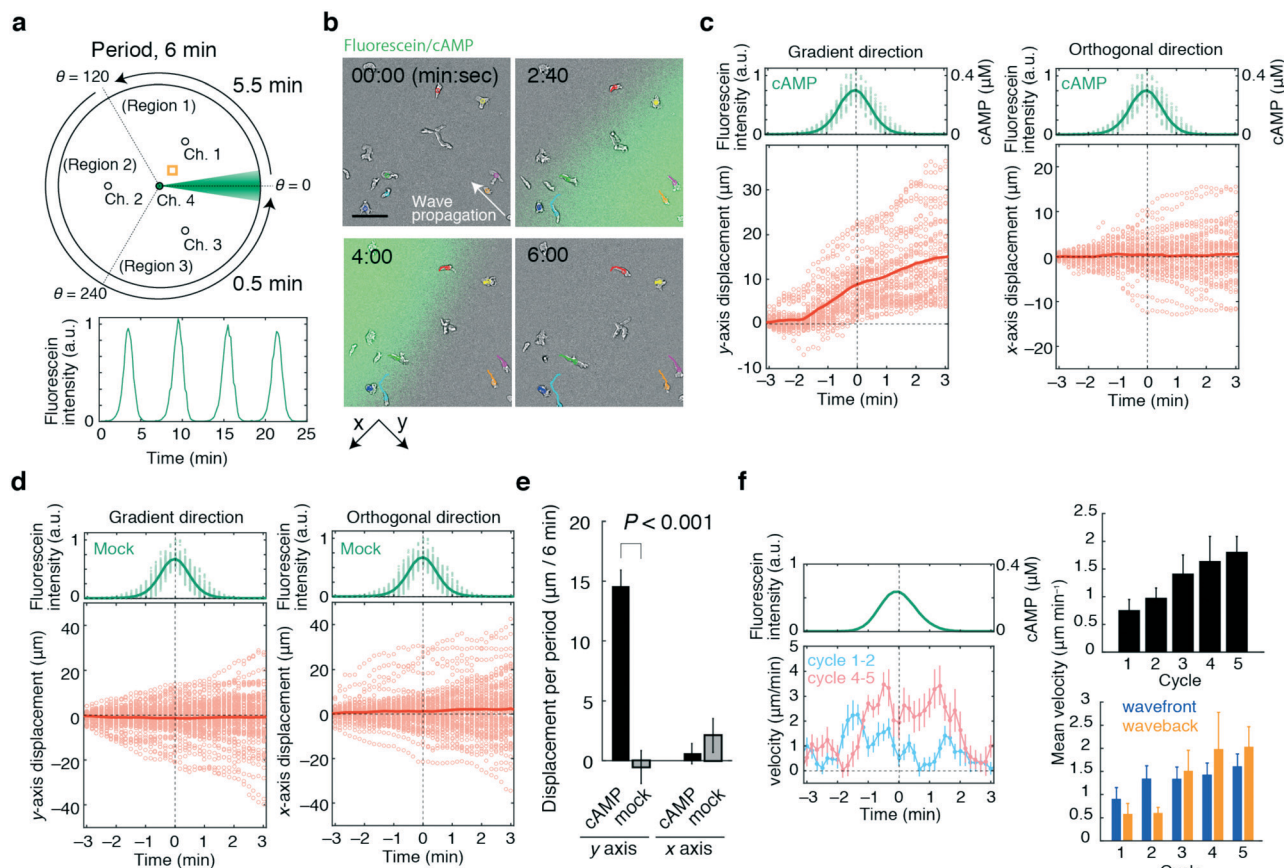 a
Period, 6 min
θ = 120
5.5 min
(Region 1)
Ch. 1
(Region 2)
θ = 0
Ch. 2
Ch. 4
Ch. 3
(Region 3)
0.5 min
θ = 240
Fluorescein
intensity (a.u.)
1
0
0 5 10 15 20 25
Time (min)
b
Fluorescein/cAMP
00:00 (min:sec)
2:40
Wave
propagation
4:00
6:00
x
y
c
Gradient direction
Fluorescein
intensity (a.u.)
1
0
cAMP
0.4
0
cAMP (µM)
y-axis displacement (µm)
40
30
20
10
0
-10
−3 −2 −1 0 1 2 3
Time (min)
Orthogonal direction
Fluorescein
intensity (a.u.)
1
0
cAMP
0.4
0
cAMP (µM)
x-axis displacement (µm)
20
10
0
−10
−20
−3 −2 −1 0 1 2 3
Time (min)
d
Gradient direction
Fluorescein
intensity (a.u.)
1
0
Mock
y-axis displacement (µm)
40
20
0
−20
−40
−3 −2 −1 0 1 2 3
Time (min)
Orthogonal direction
Fluorescein
intensity (a.u.)
1
0
Mock
x-axis displacement (µm)
40
20
0
−20
−40
−3 −2 −1 0 1 2 3
Time (min)
e
Displacement per period (µm / 6 min)
20
15
10
5
0
P < 0.001
cAMP
mock
cAMP
mock
y axis
x axis
f
Fluorescein
intensity (a.u.)
1
0
0.4
0
cAMP (µM)
velocity (µm/min)
5
4
3
2
1
0
cycle 1-2
cycle 4-5
−3 −2 −1 0 1 2 3
Time (min)
Mean velocity (µm min⁻¹)
2.5
2
1.5
1
0.5
0
1 2 3 4 5
Cycle
3
2.5
2
1.5
1
0.5
0
wavefront
waveback
1 2 3 4 5